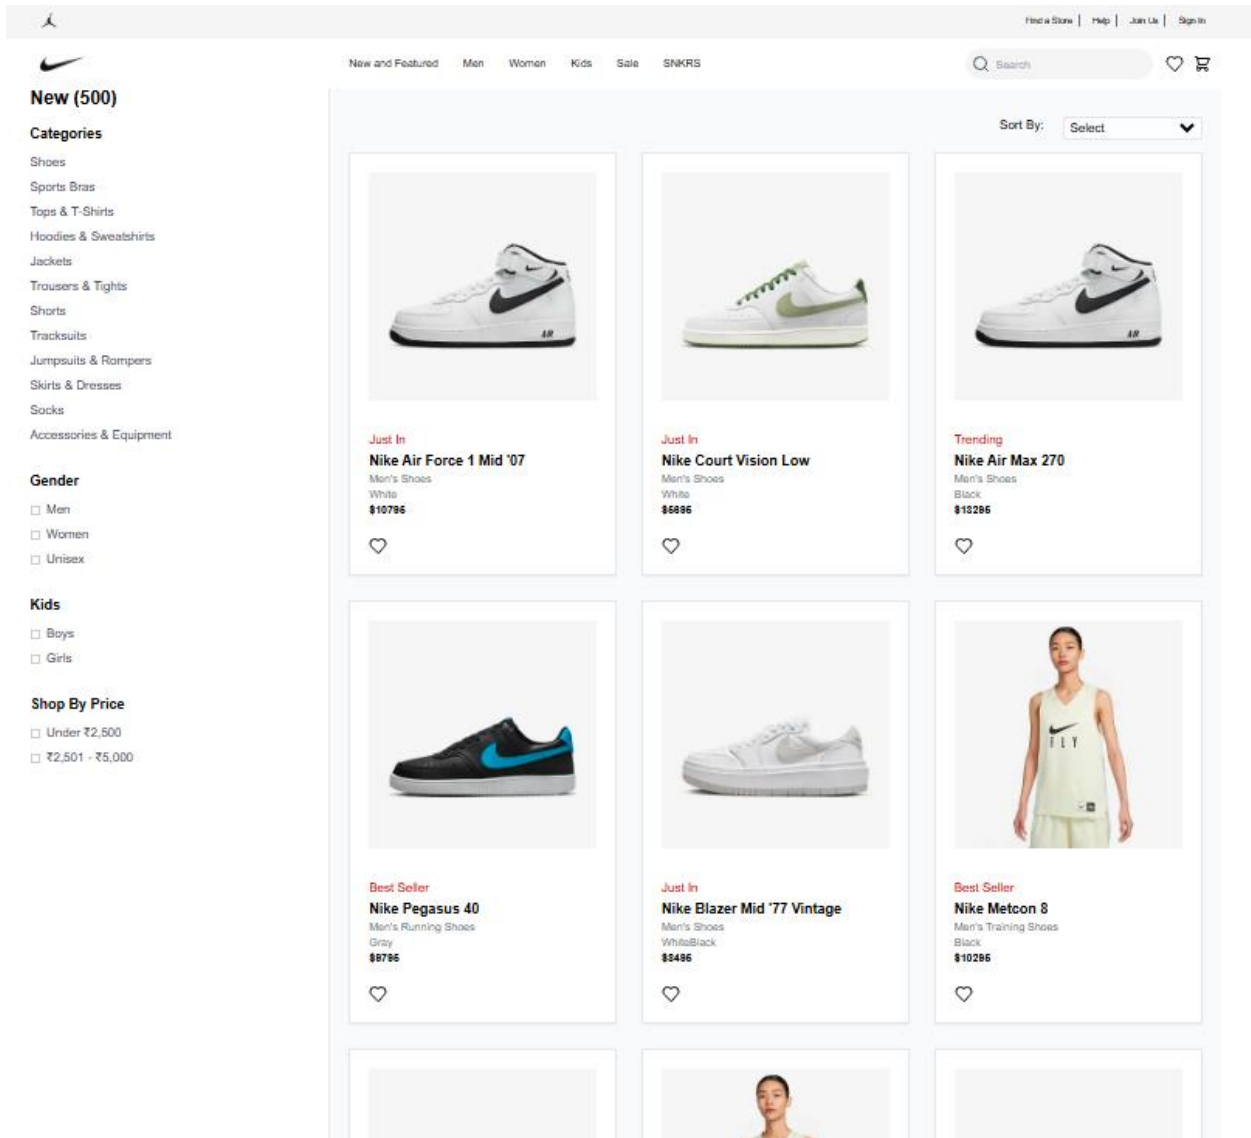 Find a Store | Help | Join Us | Sign In
New and Featured Men Women Kids Sale SNKRS
Search
New (500)
Categories
Shoes
Sports Bras
Tops & T-Shirts
Hoodies & Sweatshirts
Jackets
Trousers & Tights
Shorts
Tracksuits
Jumpsuits & Rompers
Skirts & Dresses
Socks
Accessories & Equipment
Gender
Men
Women
Unisex
Kids
Boys
Girls
Shop By Price
Under ₹2,500
₹2,501 - ₹5,000
Sort By: Select
AIR
Just In
Nike Air Force 1 Mid '07
Men's Shoes
White
$10795
Just In
Nike Court Vision Low
Men's Shoes
White
$5695
AIR
Trending
Nike Air Max 270
Men's Shoes
Black
$13295
Best Seller
Nike Pegasus 40
Men's Running Shoes
Gray
$9795
Just In
Nike Blazer Mid '77 Vintage
Men's Shoes
WhiteBlack
$8495
FLY
Best Seller
Nike Metcon 8
Men's Training Shoes
Black
$10295